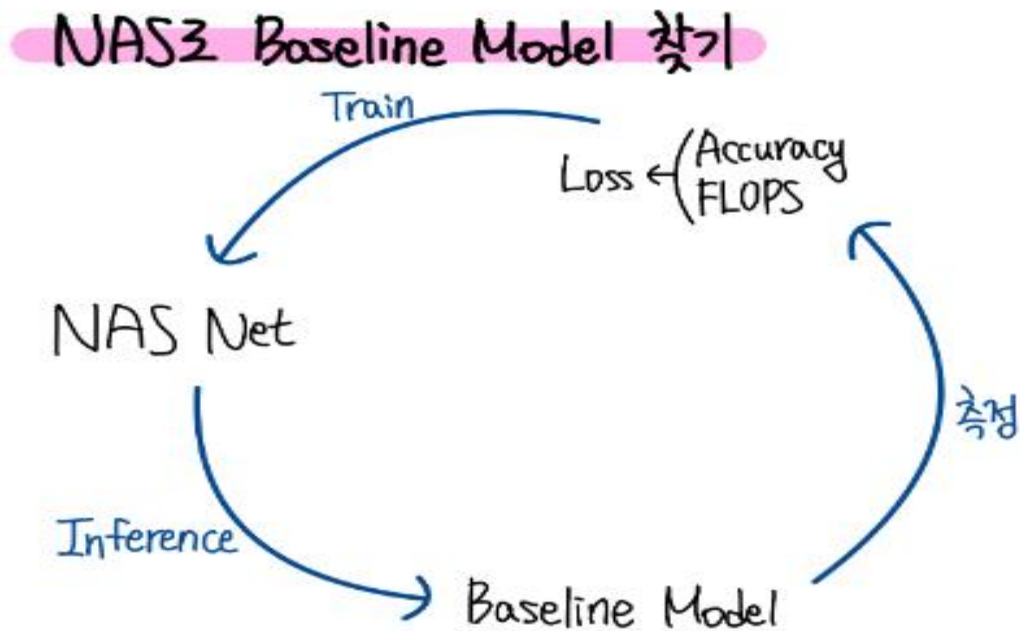 NAS로 Baseline Model 찾기
Train
Loss ← Accuracy
FLOPS
NAS Net
측정
Inference
Baseline Model